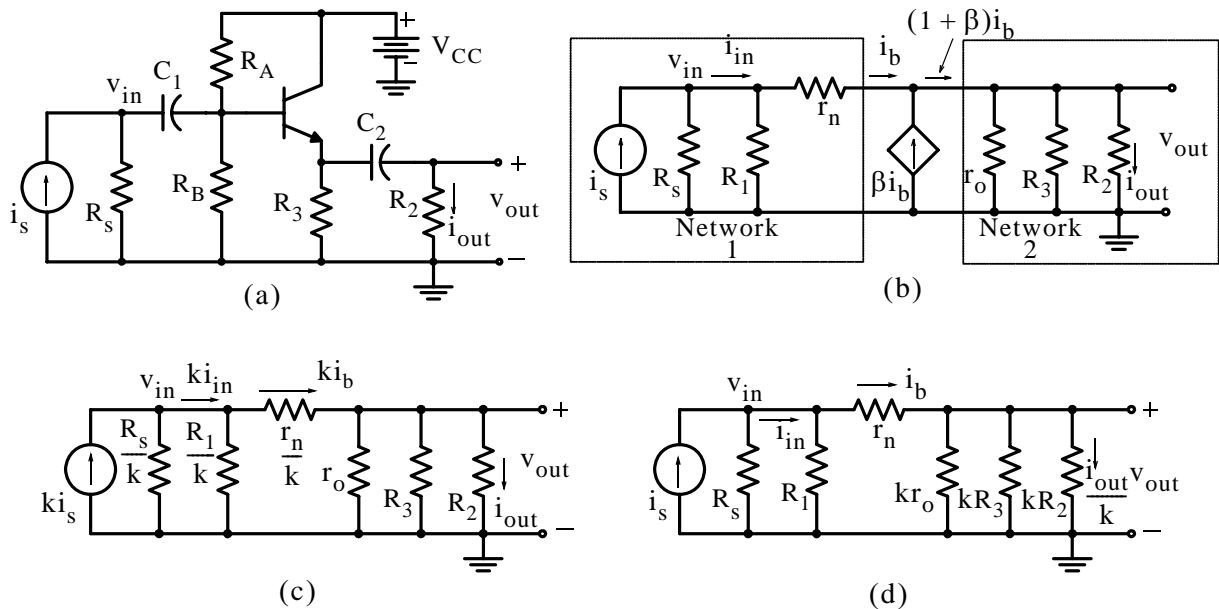 +
V_CC
−
R_A
C_1
v_in
C_2
+
i_s
R_s
R_B
R_3
R_2
i_out
v_out
−
(a)
(1 + β)i_b
v_in
i_in
i_b
r_n
i_s
R_s
R_1
βi_b
r_o
R_3
R_2
i_out
v_out
Network
1
Network
2
(b)
v_in
ki_in
ki_b
+
ki_s
R_s/k
R_1/k
r_n/k
r_o
R_3
R_2
i_out
v_out
−
(c)
v_in
i_in
i_b
r_n
+
i_s
R_s
R_1
kr_o
kR_3
kR_2
i_out/k
v_out
−
(d)